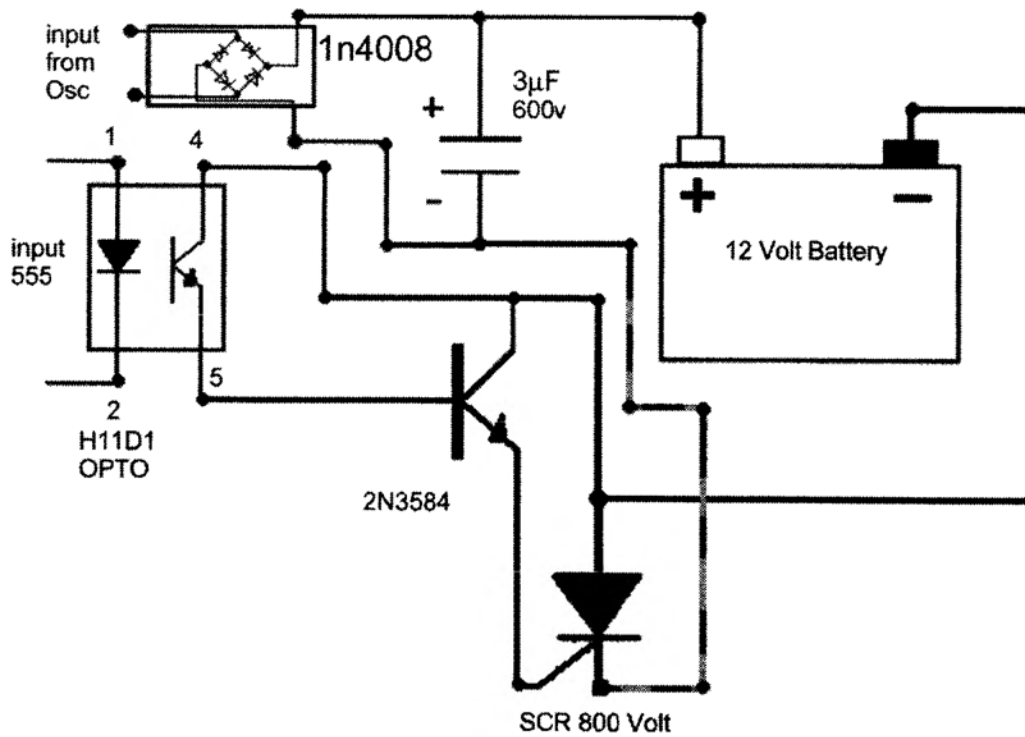 input
from
Osc
1n4008
3µF
600v
+
-
+
-
12 Volt Battery
1
4
input
555
5
2
H11D1
OPTO
2N3584
SCR 800 Volt